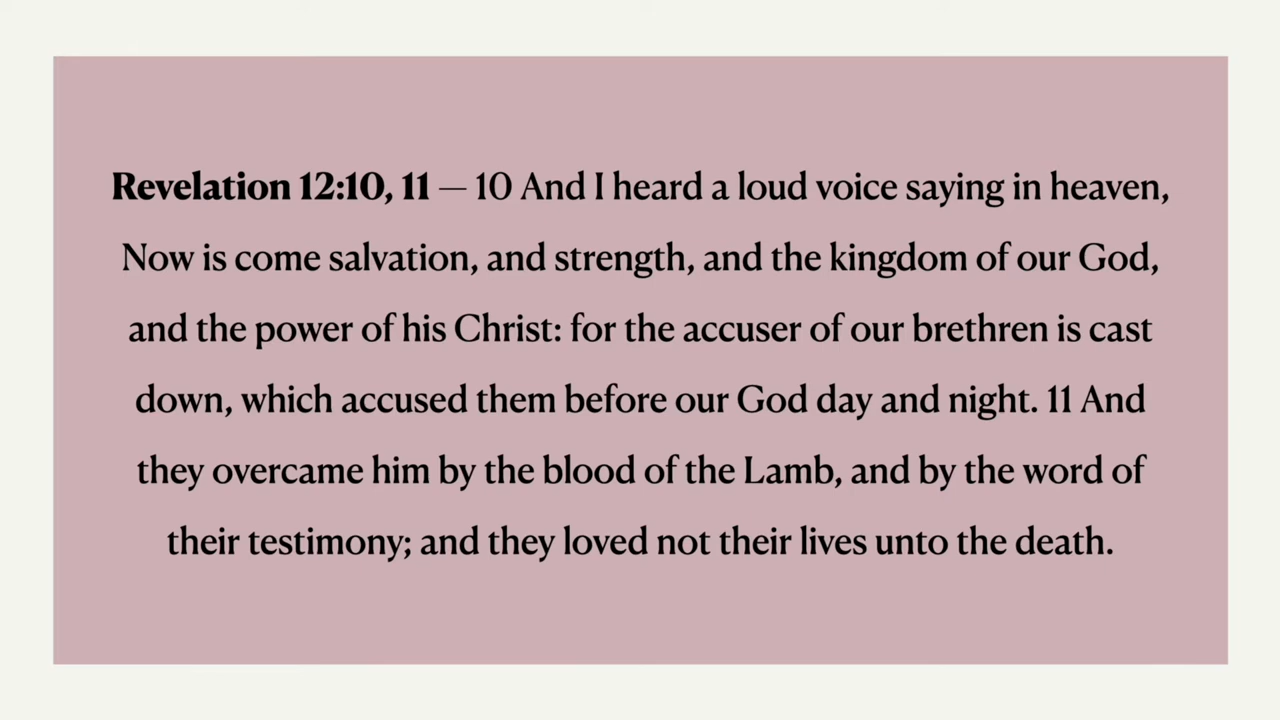 Revelation 12:10, 11 — 10 And I heard a loud voice saying in heaven,
Now is come salvation, and strength, and the kingdom of our God,
and the power of his Christ: for the accuser of our brethren is cast
down, which accused them before our God day and night. 11 And
they overcame him by the blood of the Lamb, and by the word of
their testimony; and they loved not their lives unto the death.